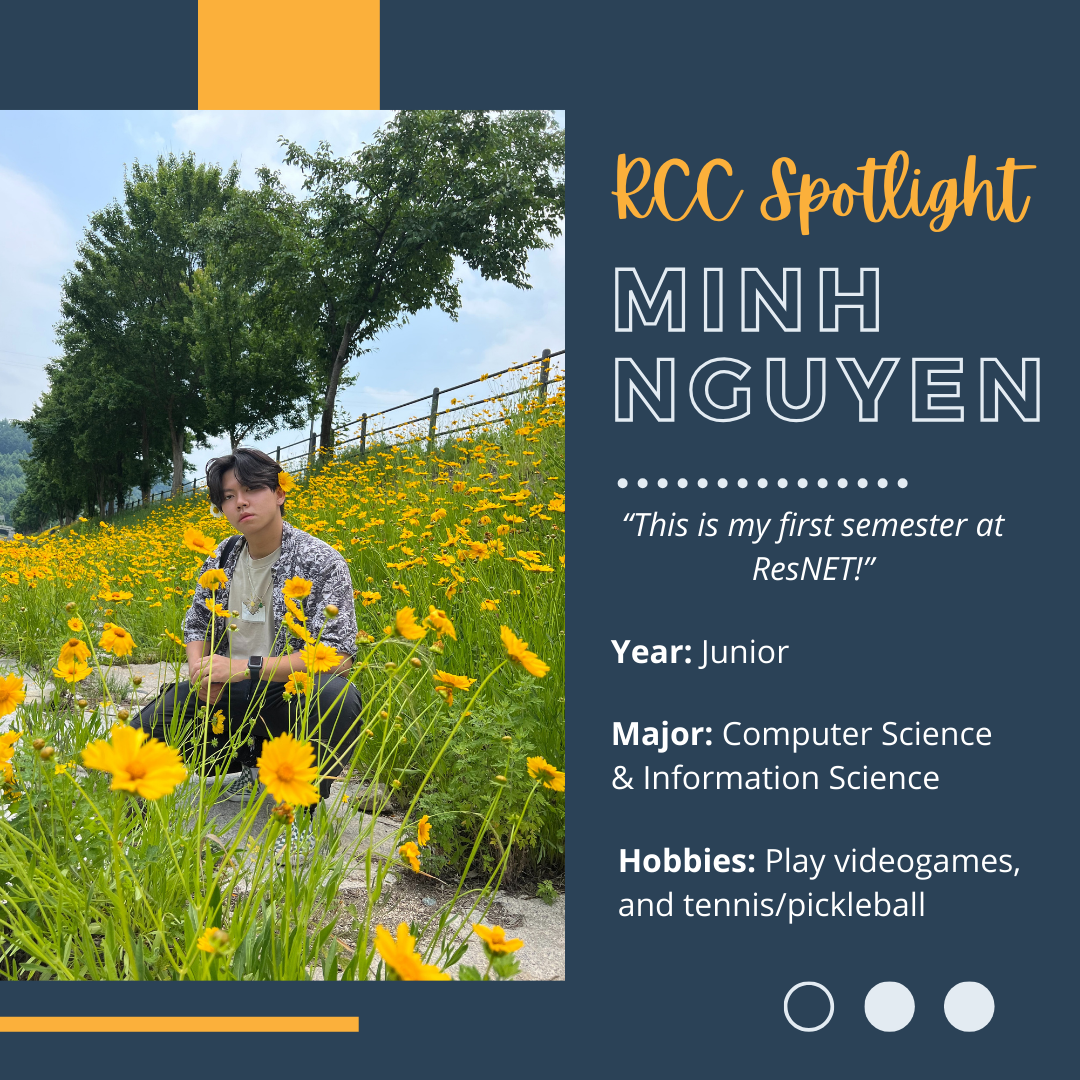 RCC Spotlight
MINH
NGUYEN
“This is my first semester at
ResNET!”
Year: Junior
Major: Computer Science
& Information Science
Hobbies: Play videogames,
and tennis/pickleball